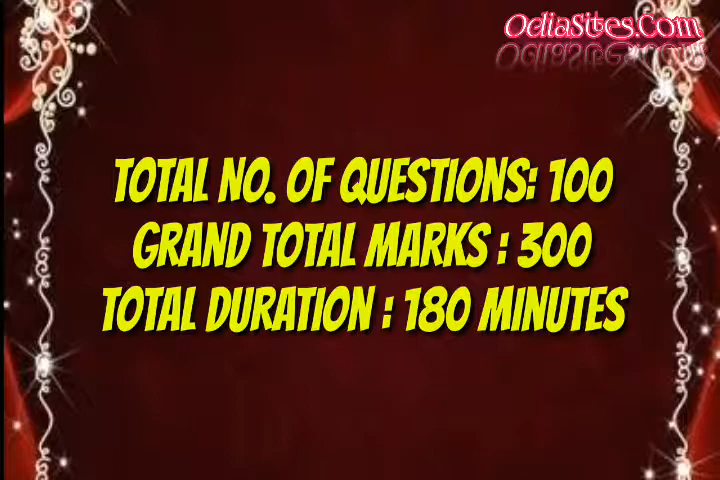 OdiaSites.Com
TOTAL NO. OF QUESTIONS: 100
GRAND TOTAL MARKS : 300
TOTAL DURATION : 180 MINUTES